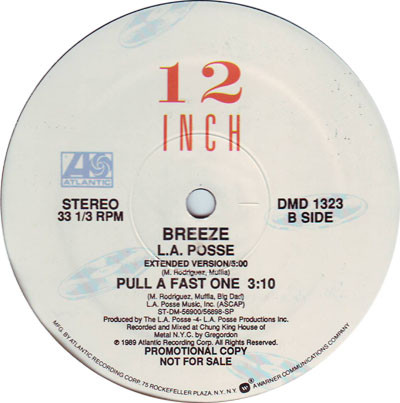 12
INCH
ATLANTIC
STEREO
33 1/3 RPM
DMD 1323
B SIDE
BREEZE
L.A. POSSE
EXTENDED VERSION/5:00
(M. Rodriguez, Muffla)
PULL A FAST ONE 3:10
(M. Rodriguez, Muffla, Big Dad)
L.A. Posse Music, Inc. (ASCAP)
ST-DM-56900/56898-SP
Produced by The L.A. Posse -4- L.A. Posse Productions Inc.
Recorded and Mixed at Chung King House of
Metal N.Y.C. by Gregordon
℗ 1989 Atlantic Recording Corp. All Rights Reserved.
PROMOTIONAL COPY
NOT FOR SALE
MFG. BY ATLANTIC RECORDING CORP. 75 ROCKEFELLER PLAZA, N.Y. N.Y. A WARNER COMMUNICATIONS COMPANY